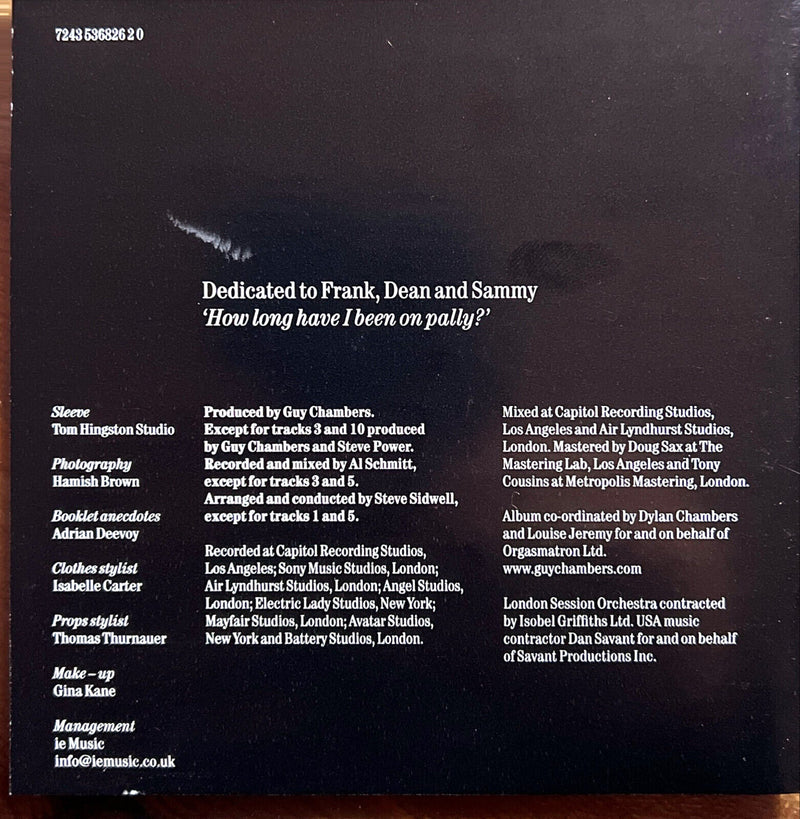 7243 536826 2 0
Dedicated to Frank, Dean and Sammy
‘How long have I been on pally?’
Sleeve
Tom Hingston Studio
Photography
Hamish Brown
Booklet anecdotes
Adrian Deevoy
Clothes stylist
Isabelle Carter
Props stylist
Thomas Thurnauer
Make – up
Gina Kane
Management
ie Music
info@iemusic.co.uk
Produced by Guy Chambers.
Except for tracks 3 and 10 produced
by Guy Chambers and Steve Power.
Recorded and mixed by Al Schmitt,
except for tracks 3 and 5.
Arranged and conducted by Steve Sidwell,
except for tracks 1 and 5.
Recorded at Capitol Recording Studios,
Los Angeles; Sony Music Studios, London;
Air Lyndhurst Studios, London; Angel Studios,
London; Electric Lady Studios, New York;
Mayfair Studios, London; Avatar Studios,
New York and Battery Studios, London.
Mixed at Capitol Recording Studios,
Los Angeles and Air Lyndhurst Studios,
London. Mastered by Doug Sax at The
Mastering Lab, Los Angeles and Tony
Cousins at Metropolis Mastering, London.
Album co-ordinated by Dylan Chambers
and Louise Jeremy for and on behalf of
Orgasmatron Ltd.
www.guychambers.com
London Session Orchestra contracted
by Isobel Griffiths Ltd. USA music
contractor Dan Savant for and on behalf
of Savant Productions Inc.